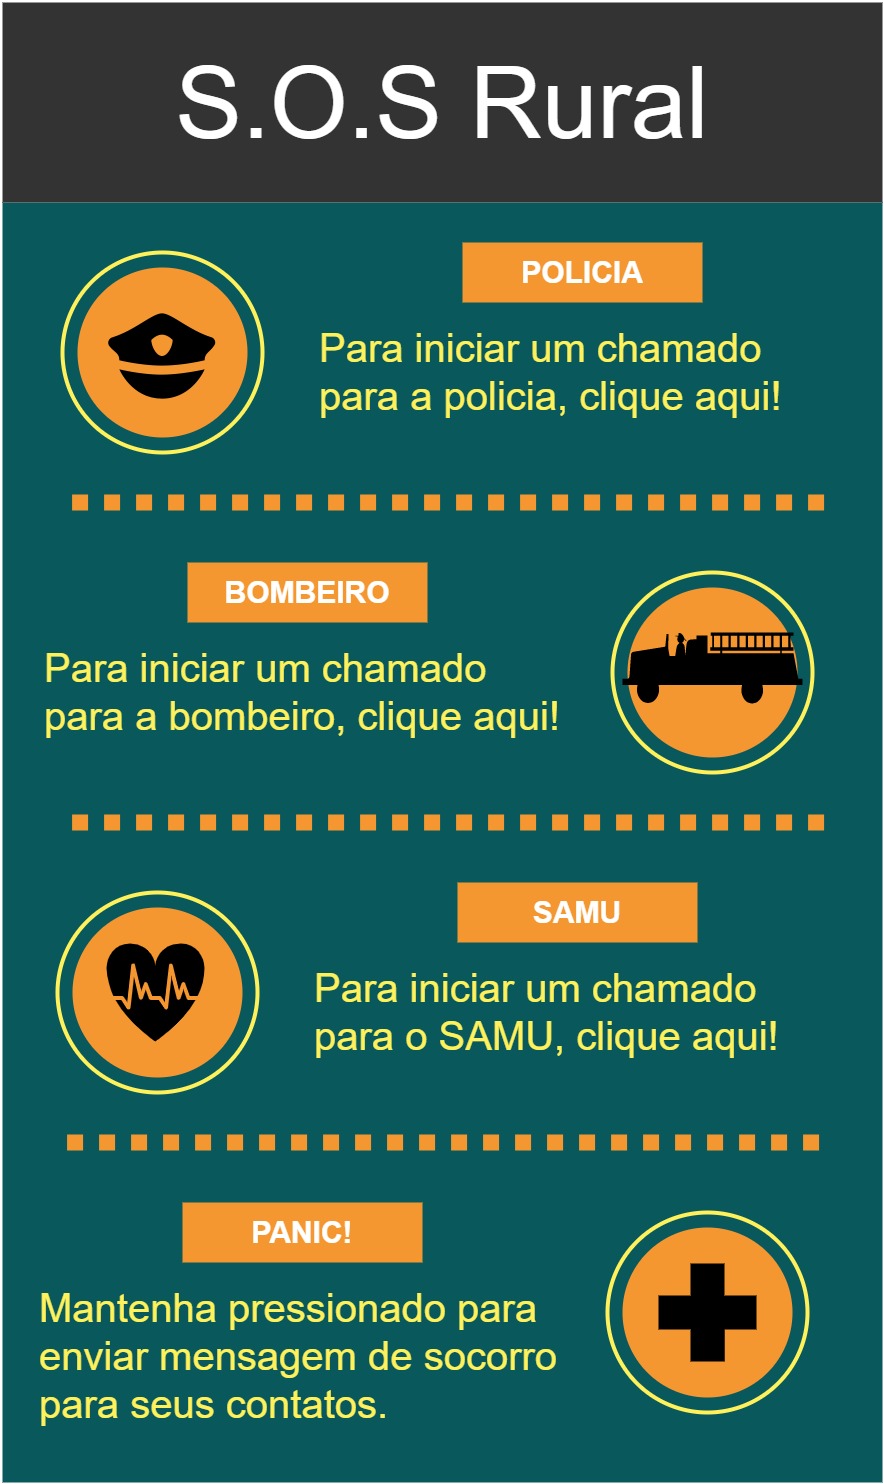 S.O.S Rural
POLICIA
Para iniciar um chamado
para a policia, clique aqui!
BOMBEIRO
Para iniciar um chamado
para a bombeiro, clique aqui!
SAMU
Para iniciar um chamado
para o SAMU, clique aqui!
PANIC!
Mantenha pressionado para
enviar mensagem de socorro
para seus contatos.